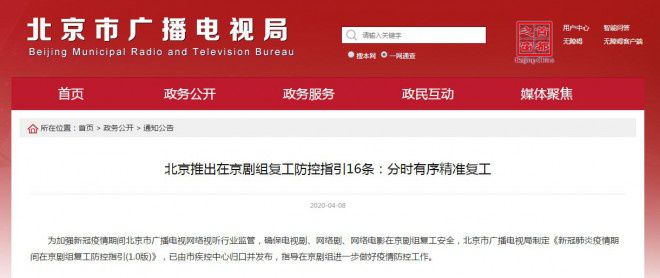 北京市广播电视局
Beijing Municipal Radio and Television Bureau
请输入关键字
搜本网 一网通查
首都之窗
Beijing-China
用户中心 智能问答
无障碍 无障碍客户端
首页 政务公开 政务服务 政民互动 媒体聚焦
所在位置：首页 > 政务公开 > 通知公告
北京推出在京剧组复工防控指引16条：分时有序精准复工
2020-04-08
为加强新冠疫情期间北京市广播电视网络视听行业监管，确保电视剧、网络剧、网络电影在京剧组复工安全，北京市广播电视局制定《新冠肺炎疫情期
间在京剧组复工防控指引(1.0版)》，已由市疾控中心归口并发布，指导在京剧组进一步做好疫情防控工作。